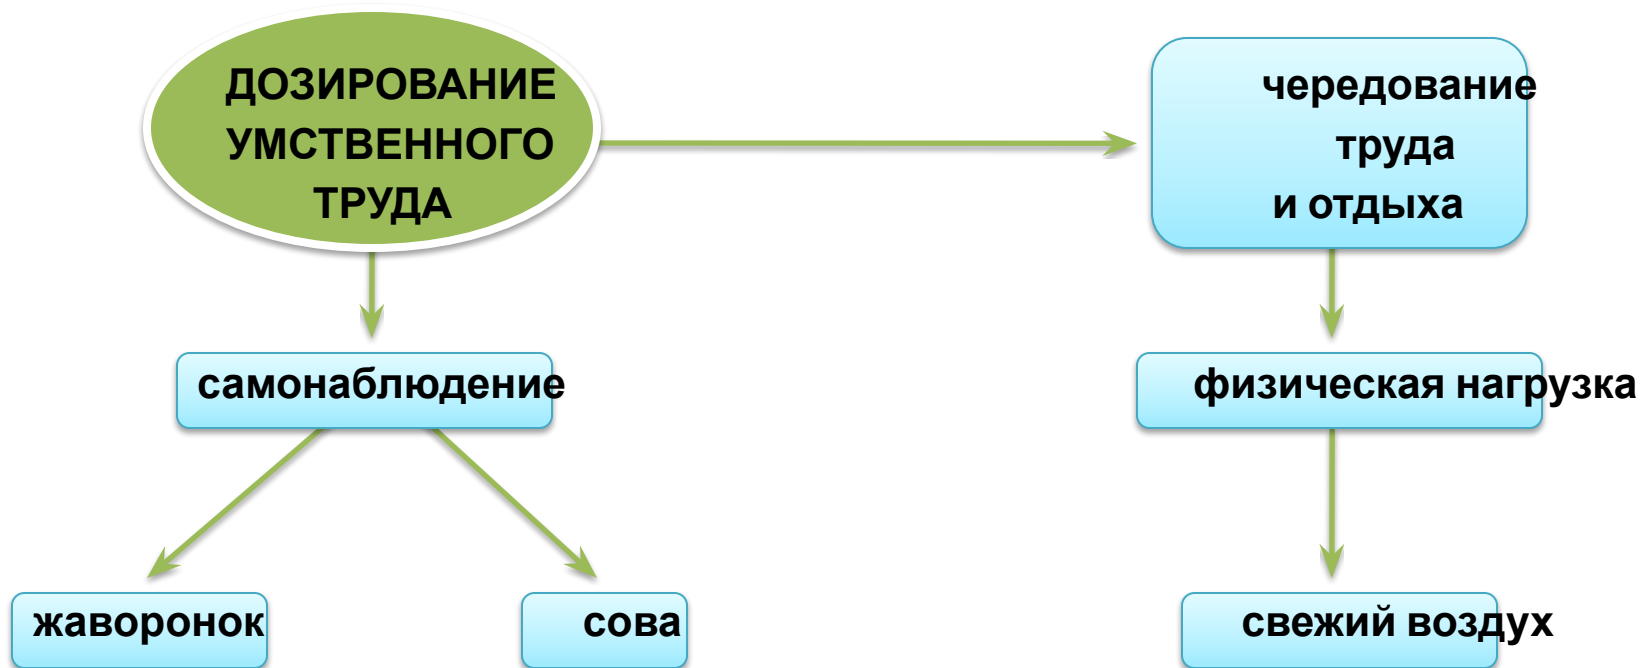 ДОЗИРОВАНИЕ
УМСТВЕННОГО
ТРУДА
чередование
труда
и отдыха
самонаблюдение
физическая нагрузка
жаворонок
сова
свежий воздух